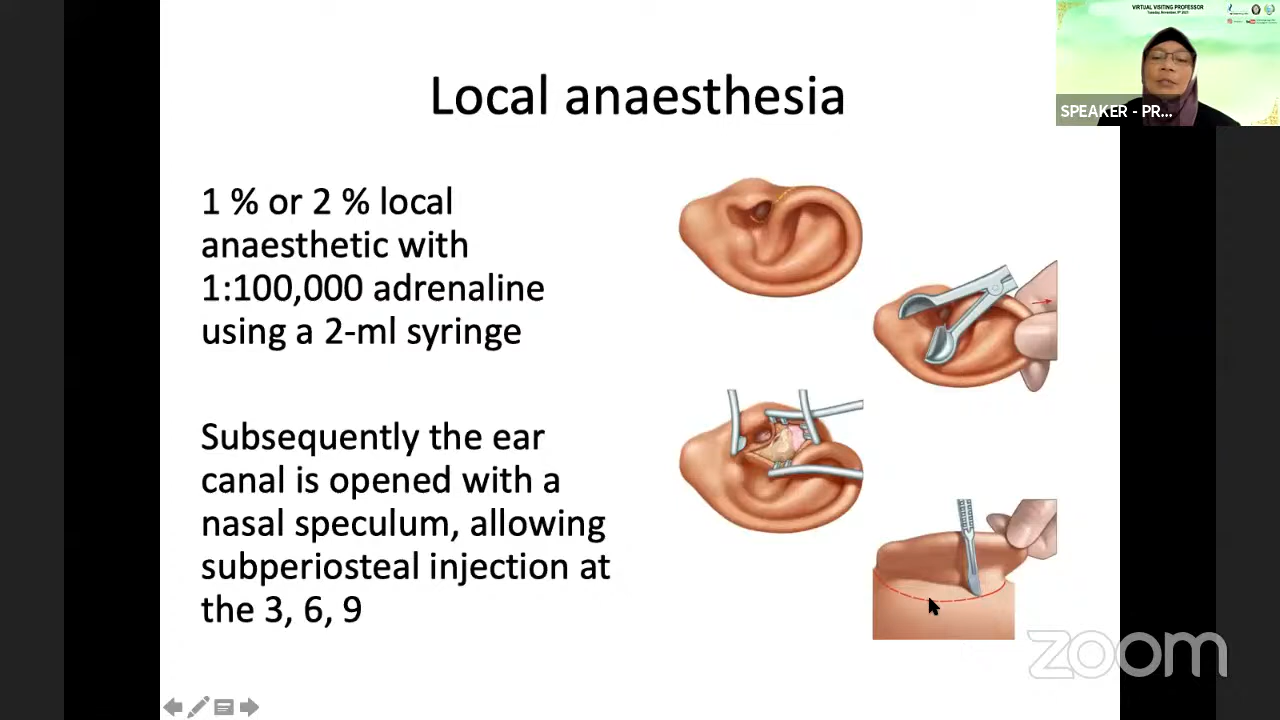 VIRTUAL VISITING PROFESSOR
SPEAKER - PR...
Local anaesthesia
1 % or 2 % local
anaesthetic with
1:100,000 adrenaline
using a 2-ml syringe
Subsequently the ear
canal is opened with a
nasal speculum, allowing
subperiosteal injection at
the 3, 6, 9
zoom